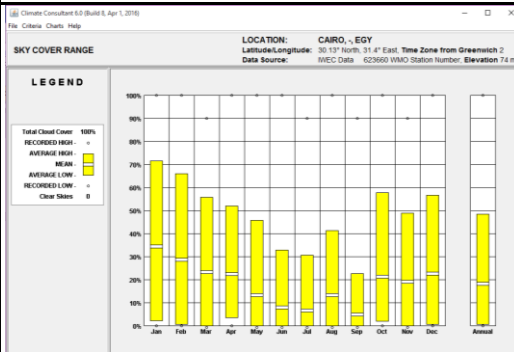 Climate Consultant 6.0 (Build 8, Apr 1, 2016)
File Criteria Charts Help
SKY COVER RANGE
LOCATION: CAIRO, -, EGY
Latitude/Longitude: 30.13° North, 31.4° East, Time Zone from Greenwich 2
Data Source: IWEC Data 623660 WMO Station Number, Elevation 74 m
LEGEND
Total Cloud Cover 100%
RECORDED HIGH -
AVERAGE HIGH -
MEAN -
AVERAGE LOW -
RECORDED LOW -
Clear Skies 0
100%
90%
80%
70%
60%
50%
40%
30%
20%
10%
0%
Jan Feb Mar Apr May Jun Jul Aug Sep Oct Nov Dec Annual